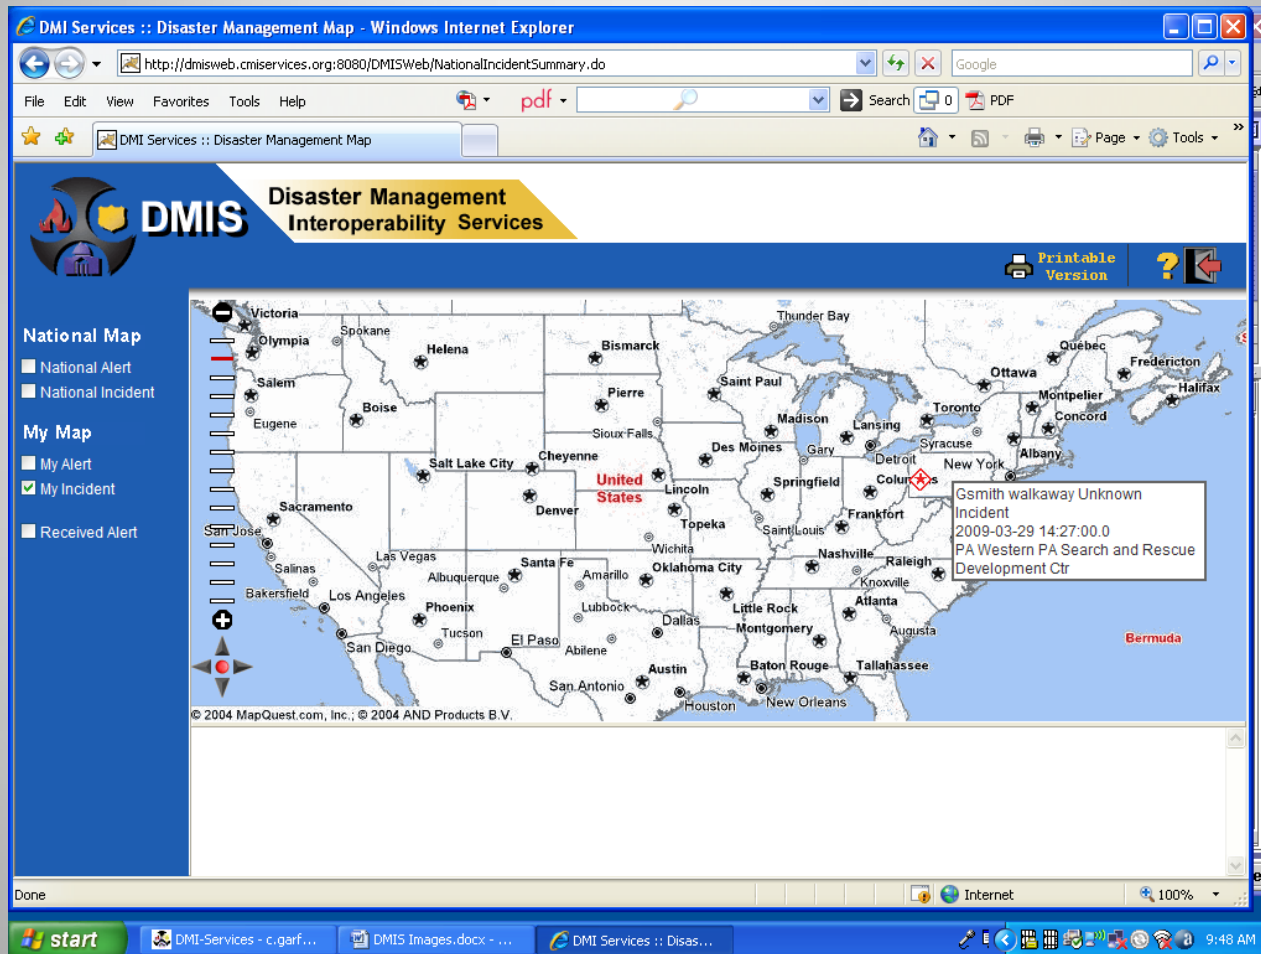 DMI Services :: Disaster Management Map - Windows Internet Explorer
http://dmisweb.cmiservices.org:8080/DMISWeb/NationalIncidentSummary.do
Google
File Edit View Favorites Tools Help
pdf
Search
0
PDF
DMI Services :: Disaster Management Map
Page
Tools
»
DMIS
Disaster Management
Interoperability Services
Printable
Version
?
National Map
National Alert
National Incident
My Map
My Alert
My Incident
Received Alert
Victoria
Olympia
Spokane
Helena
Bismarck
Thunder Bay
Québec
Fredericton
Ottawa
Halifax
Salem
Boise
Pierre
Saint Paul
Montpelier
Toronto
Concord
Eugene
Madison
Lansing
Sioux Falls
Syracuse
Des Moines
Gary
Detroit
Albany
Salt Lake City
Cheyenne
New York
United
States
Lincoln
Springfield
Sacramento
Denver
Topeka
Frankfort
San Jose
Saint Louis
Wichita
Las Vegas
Santa Fe
Nashville
Raleigh
Salinas
Albuquerque
Amarillo
Oklahoma City
Knoxville
Bakersfield
Los Angeles
Phoenix
Lubbock
Little Rock
Atlanta
Dallas
Tucson
El Paso
Montgomery
Augusta
San Diego
Abilene
Bermuda
Austin
Baton Rouge
Tallahassee
San Antonio
Houston
New Orleans
Gsmith walkaway Unknown
Incident
2009-03-29 14:27:00.0
PA Western PA Search and Rescue
Development Ctr
© 2004 MapQuest.com, Inc.; © 2004 AND Products B.V.
Done
Internet
100%
start
DMI-Services - c.garf...
DMIS Images.docx - ...
DMI Services :: Disas...
9:48 AM